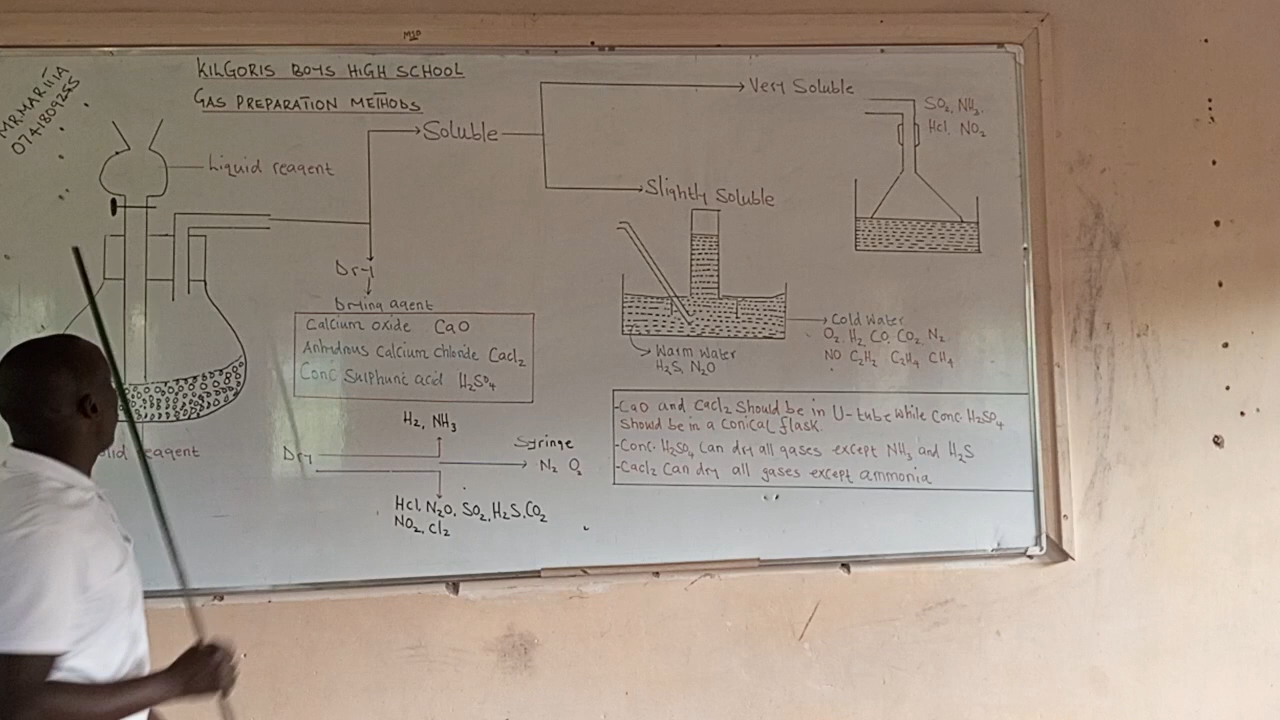 MR.MARIIIA
0741809255
KILGORIS BOYS HIGH SCHOOL
GAS PREPARATION METHODS
Liquid reagent
Soluble
Very Soluble
SO₂, NH₃.
Hcl, NO₂
Slightly Soluble
Dry
Drying agent
Calcium oxide CaO
Anhydrous Calcium chloride Cacl₂
Conc Sulphuric acid H₂SO₄
Cold Water
O₂, H₂, CO, CO₂, N₂
NO C₂H₂ C₂H₄ CH₄
Warm Water
H₂S, N₂O
reagent
H₂, NH₃
Dry
Syringe
N₂ O₂
Hcl, N₂O, SO₂, H₂S, CO₂
NO₂, Cl₂
-CaO and Cacl₂ Should be in U-tube while Conc. H₂SO₄
Should be in a Conical flask.
-Conc. H₂SO₄ Can dry all gases except NH₃ and H₂S
-Cacl₂ Can dry all gases except ammonia